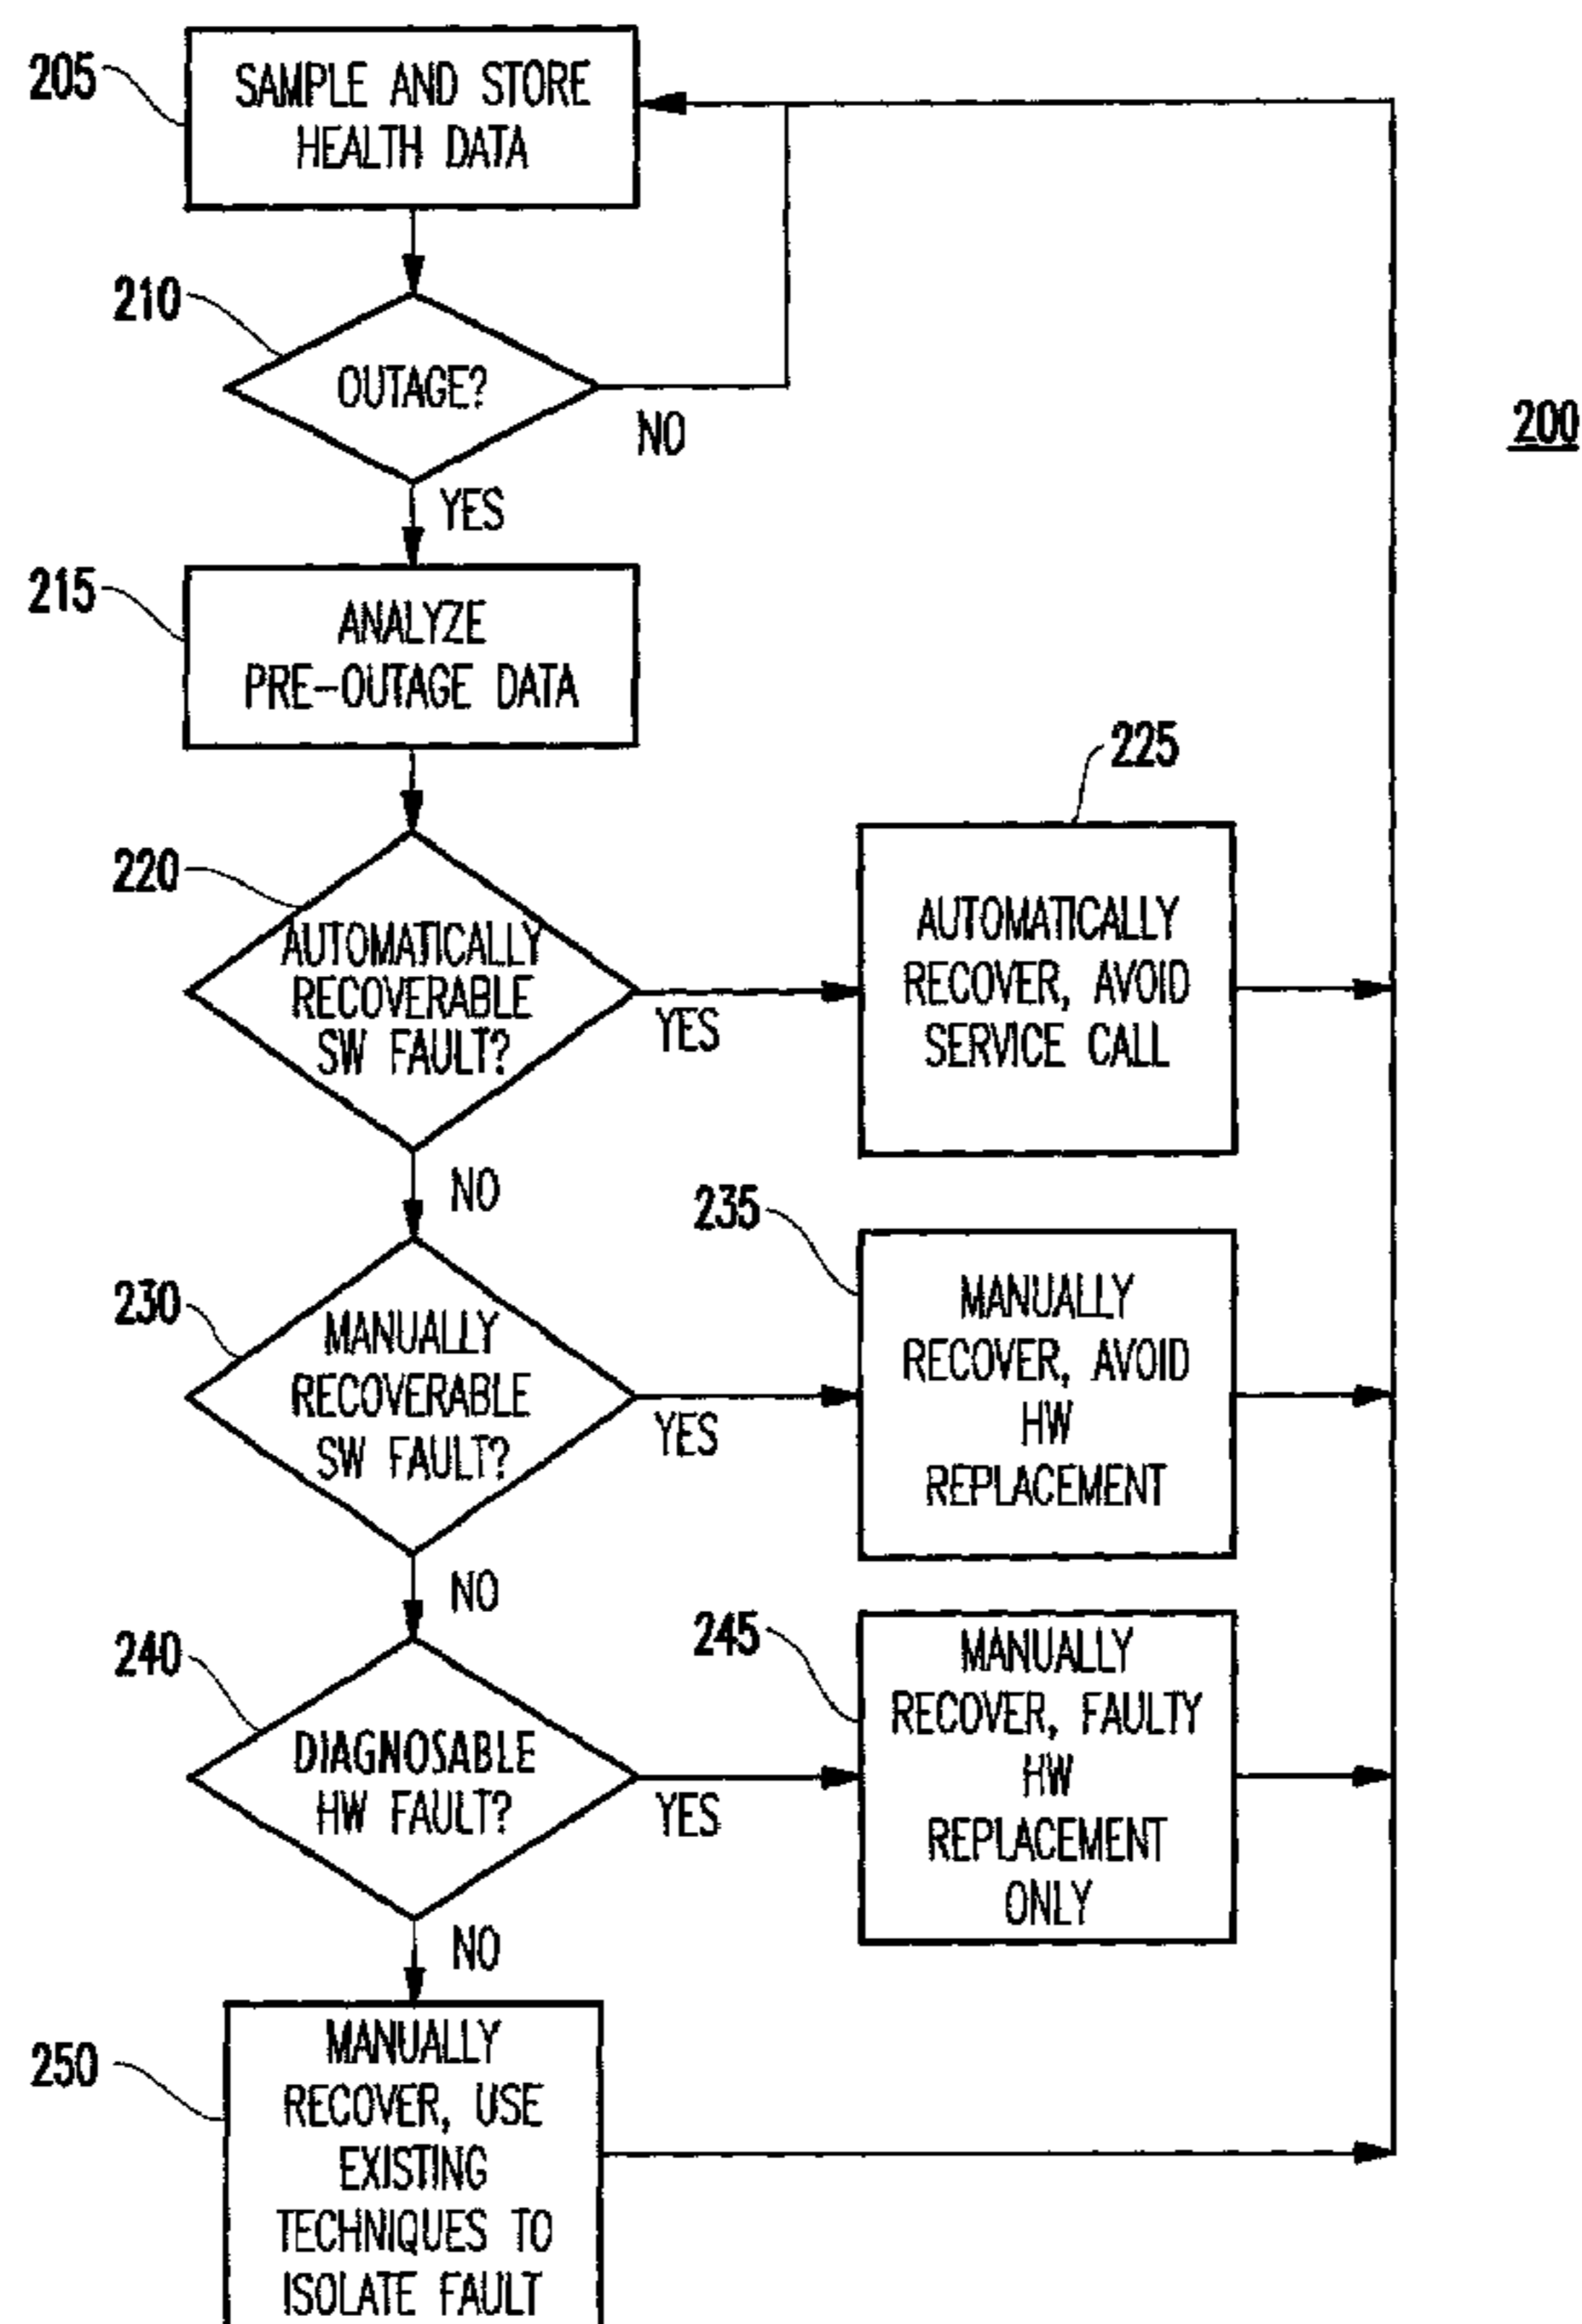 205
SAMPLE AND STORE
HEALTH DATA
210
OUTAGE?
NO
200
YES
215
ANALYZE
PRE-OUTAGE DATA
225
220
AUTOMATICALLY
RECOVERABLE
SW FAULT?
YES
AUTOMATICALLY
RECOVER, AVOID
SERVICE CALL
NO
235
230
MANUALLY
RECOVERABLE
SW FAULT?
YES
MANUALLY
RECOVER, AVOID
HW
REPLACEMENT
NO
245
240
DIAGNOSABLE
HW FAULT?
YES
MANUALLY
RECOVER, FAULTY
HW
REPLACEMENT
ONLY
NO
250
MANUALLY
RECOVER, USE
EXISTING
TECHNIQUES TO
ISOLATE FAULT